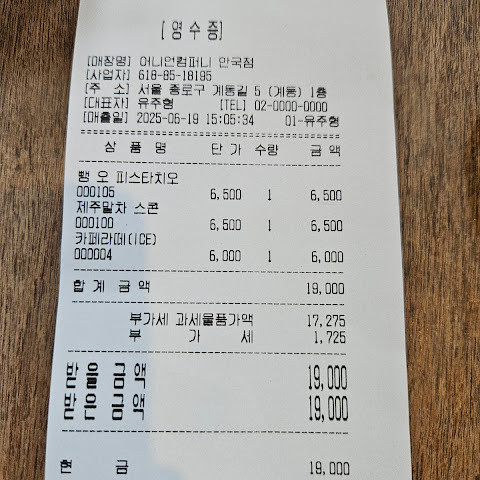 [영수증]
[매장명] 어니언컴퍼니 안국점
[사업자] 618-85-18195
[주 소] 서울 종로구 계동길 5 (계동) 1층
[대표자] 유주형 [TEL] 02-0000-0000
[매출일] 2025-06-19 15:05:34 01-유주형
상 품 명 단 가 수량 금 액
뺑 오 피스타치오
000105 6,500 1 6,500
제주말차 스콘
000100 6,500 1 6,500
카페라떼(ICE)
000004 6,000 1 6,000
합 계 금 액 19,000
부가세 과세물품가액 17,275
부 가 세 1,725
받을금액 19,000
받은금액 19,000
현 금 19,000